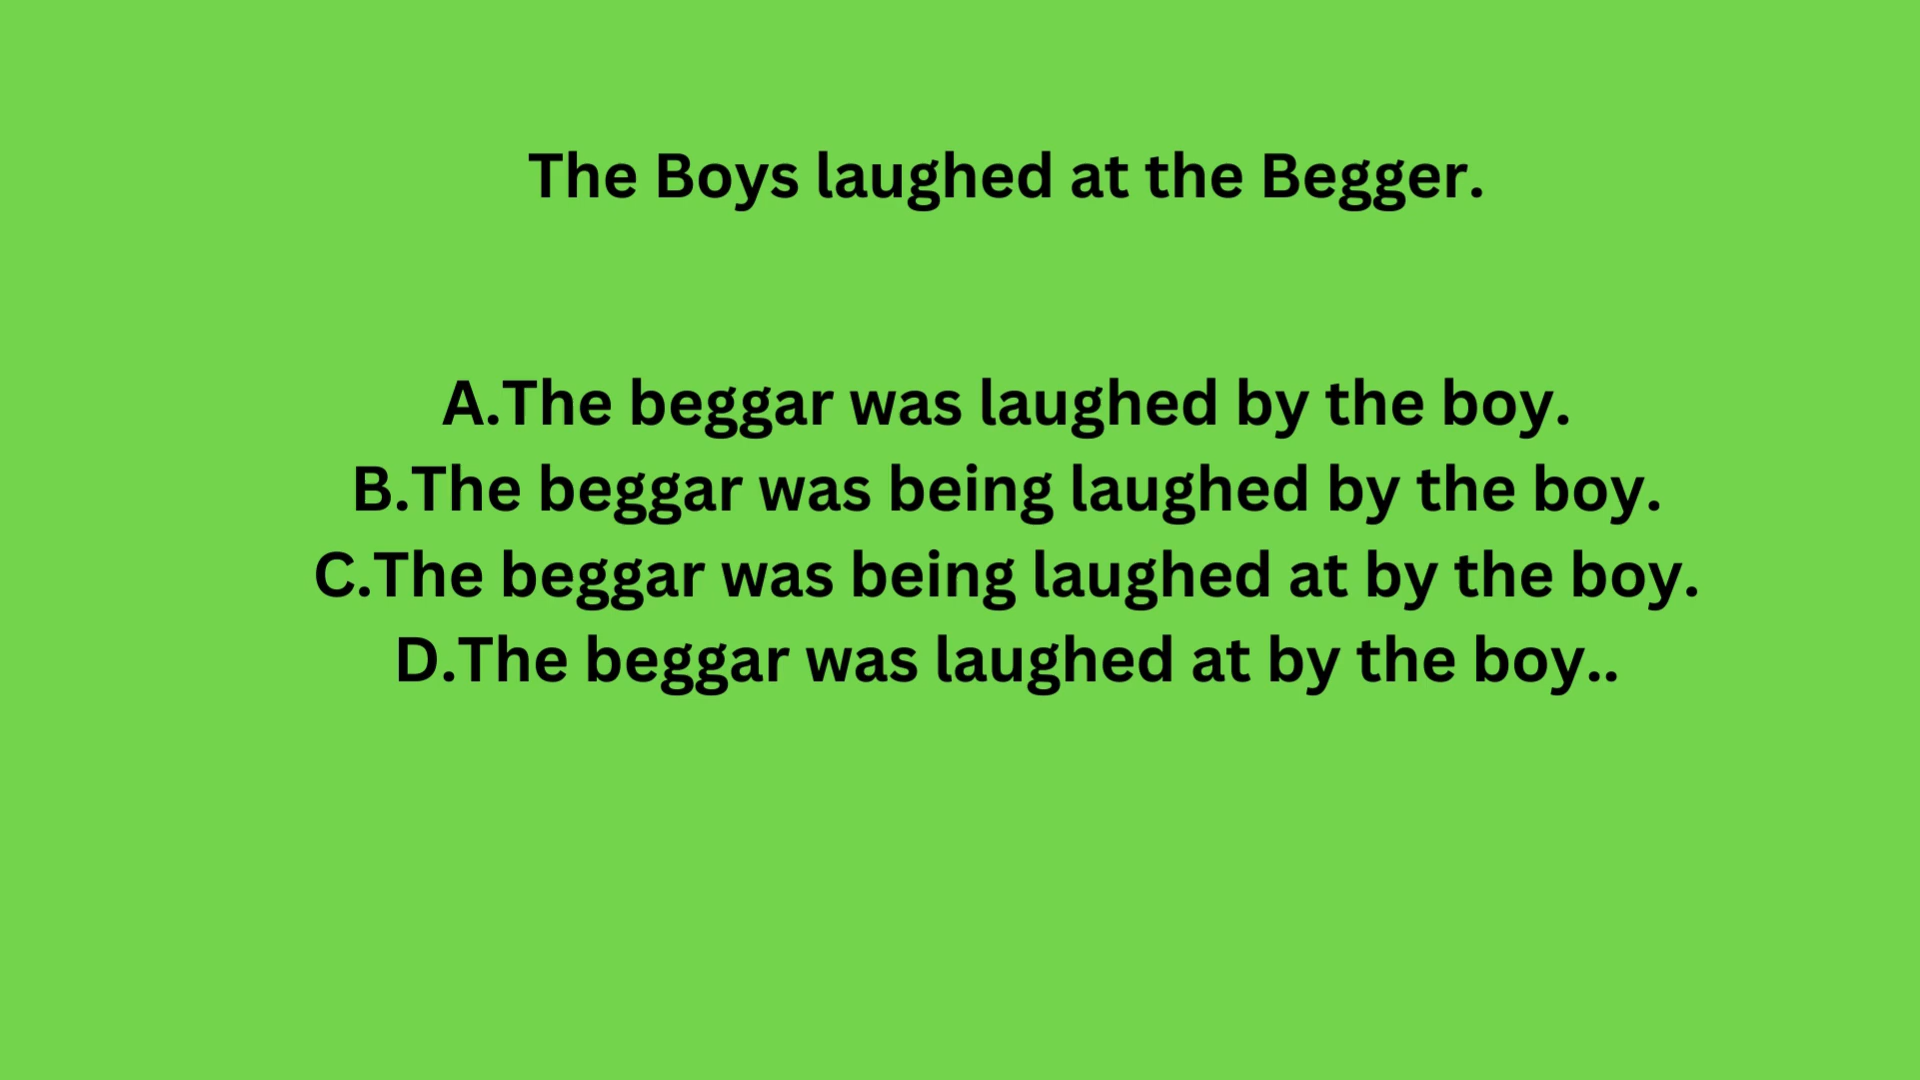 The Boys laughed at the Begger.
A.The beggar was laughed by the boy.
B.The beggar was being laughed by the boy.
C.The beggar was being laughed at by the boy.
D.The beggar was laughed at by the boy..